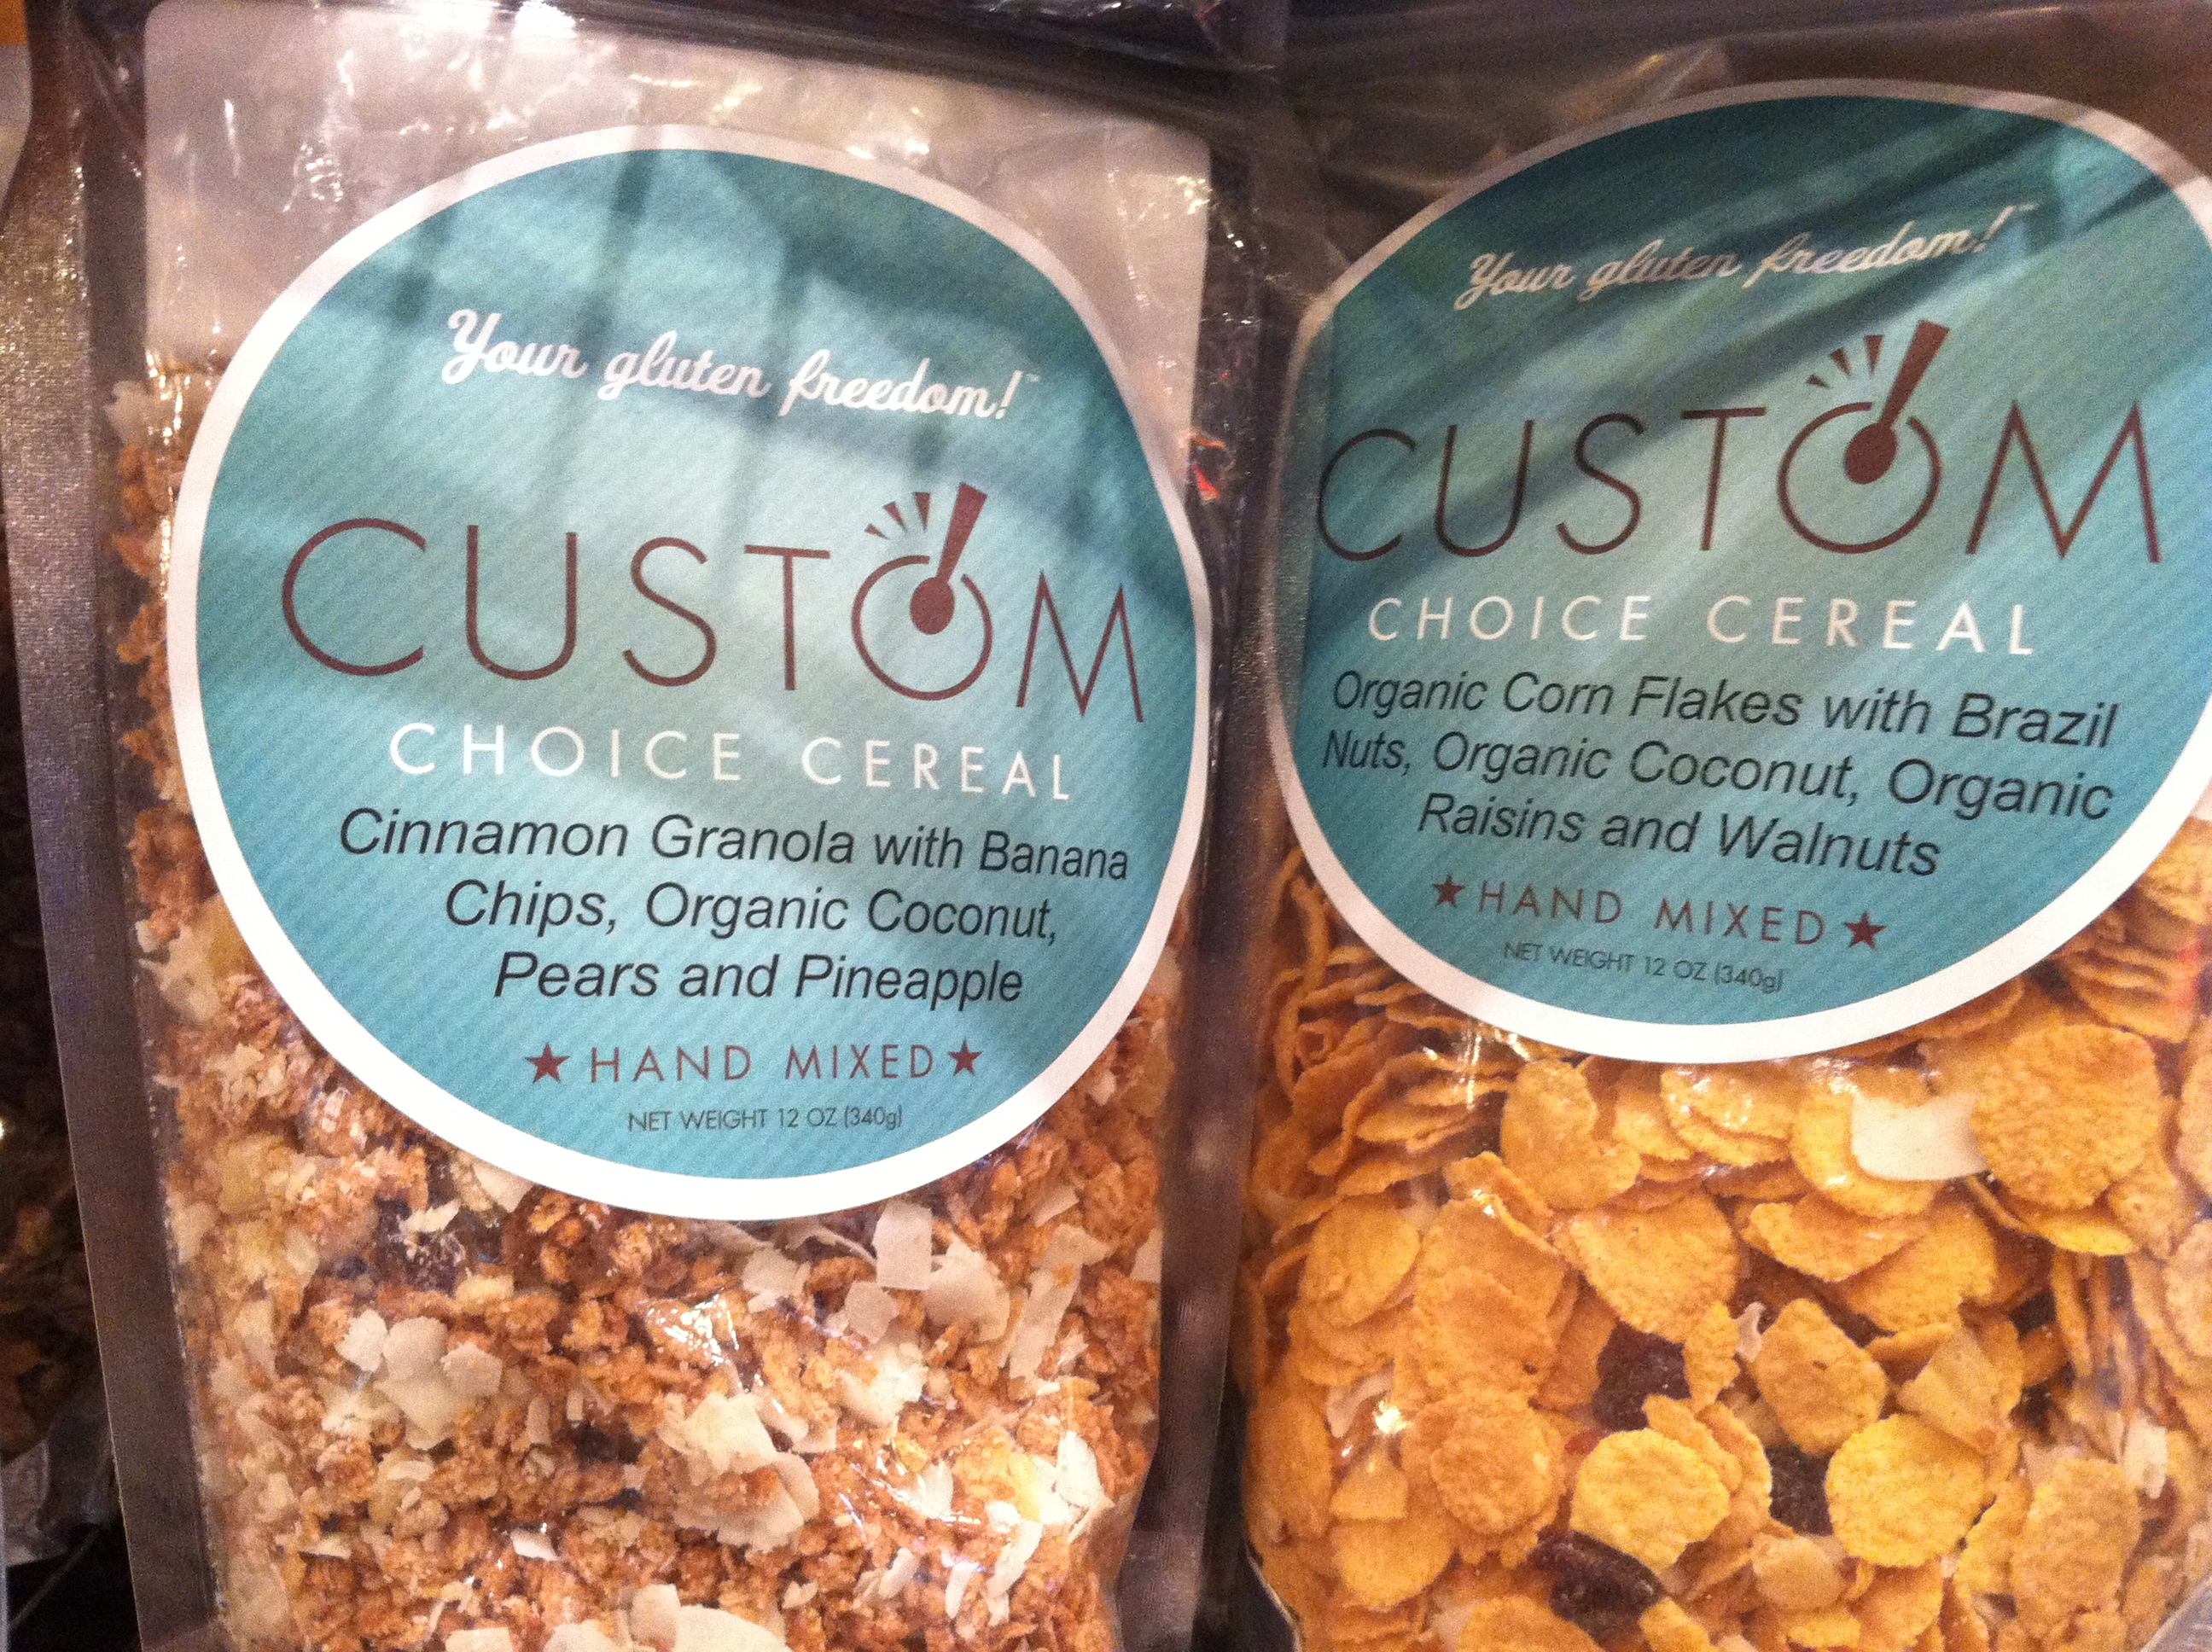 Your gluten freedom!™
CUSTOM
CHOICE CEREAL
Cinnamon Granola with Banana
Chips, Organic Coconut,
Pears and Pineapple
★ HAND MIXED ★
NET WEIGHT 12 OZ (340g)
Your gluten freedom!™
CUSTOM
CHOICE CEREAL
Organic Corn Flakes with Brazil
Nuts, Organic Coconut, Organic
Raisins and Walnuts
★ HAND MIXED ★
NET WEIGHT 12 OZ (340g)